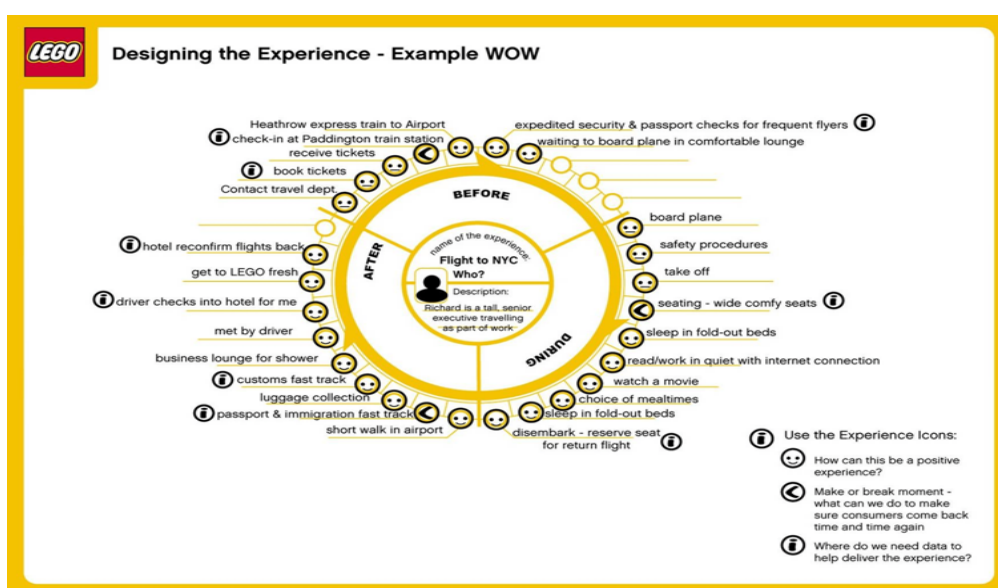 LEGO
Designing the Experience - Example WOW
Heathrow express train to Airport
check-in at Paddington train station
receive tickets
book tickets
Contact travel dept.
expedited security & passport checks for frequent flyers
waiting to board plane in comfortable lounge
board plane
safety procedures
take off
seating - wide comfy seats
sleep in fold-out beds
read/work in quiet with internet connection
watch a movie
choice of mealtimes
sleep in fold-out beds
disembark - reserve seat
for return flight
short walk in airport
passport & immigration fast track
luggage collection
customs fast track
business lounge for shower
met by driver
driver checks into hotel for me
get to LEGO fresh
hotel reconfirm flights back
BEFORE
DURING
AFTER
name of the experience:
Flight to NYC
Who?
Description:
Richard is a tall, senior
executive travelling
as part of work
Use the Experience Icons:
How can this be a positive
experience?
Make or break moment -
what can we do to make
sure consumers come back
time and time again
Where do we need data to
help deliver the experience?